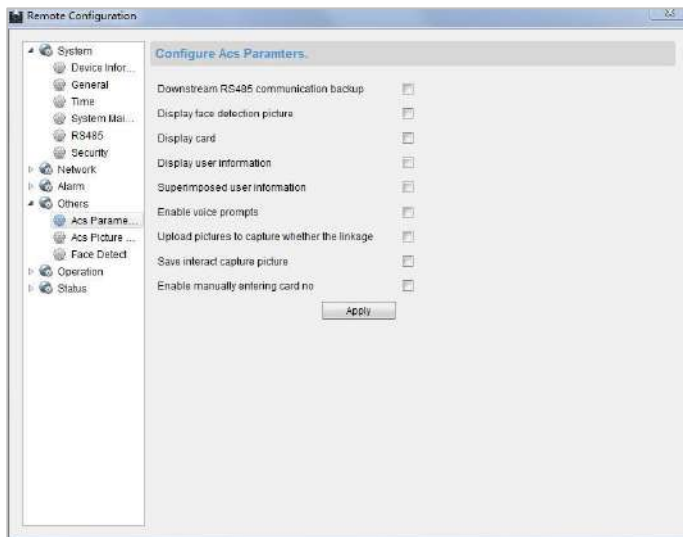 Remote Configuration
System
Device Infor...
General
Time
System Mai...
RS485
Security
Network
Alarm
Others
Acs Parame...
Acs Picture ...
Face Detect
Operation
Status
Configure Acs Paramters.
Downstream RS485 communication backup
Display face detection picture
Display card
Display user information
Superimposed user information
Enable voice prompts
Upload pictures to capture whether the linkage
Save interact capture picture
Enable manually entering card no
Apply